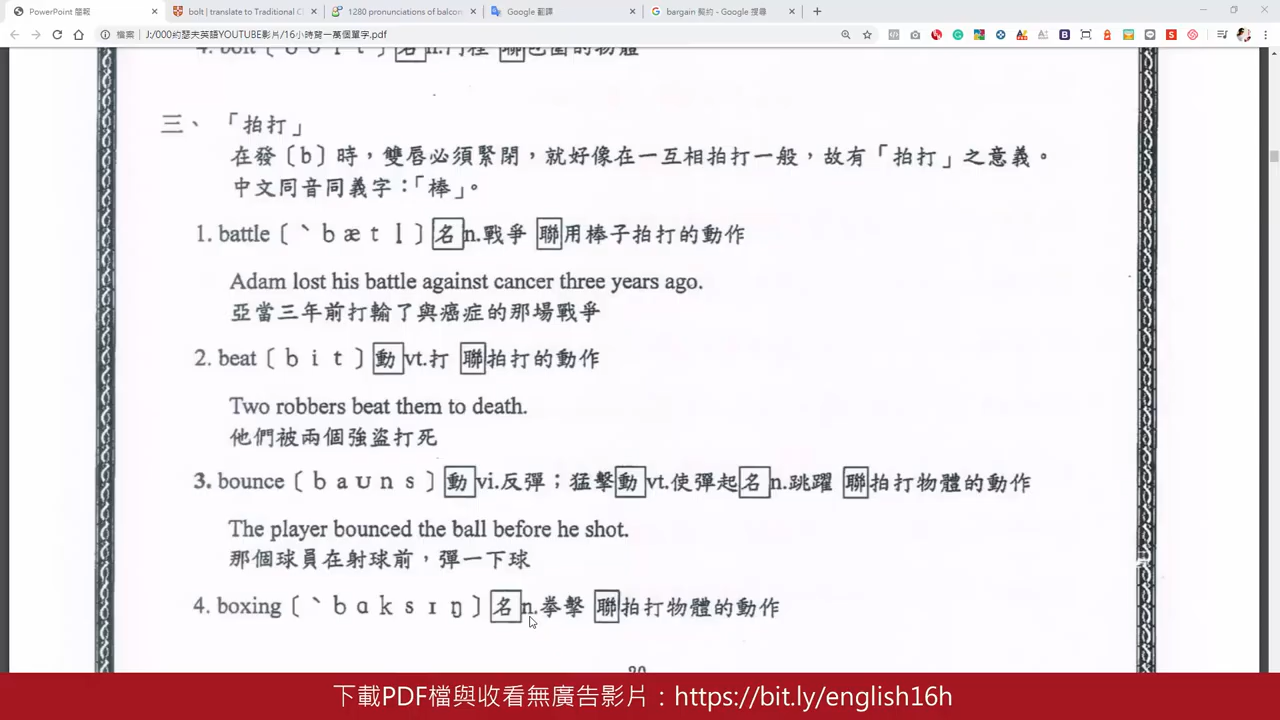 PowerPoint 簡報
bolt | translate to Traditional C
1280 pronunciations of balcon
Google 翻譯
bargain 契約 - Google 搜尋
檔案 | J:/000約瑟夫英語YOUTUBE影片/16小時背一萬個單字.pdf
三、「拍打」
在發〔b〕時，雙唇必須緊閉，就好像在一互相拍打一般，故有「拍打」之意義。
中文同音同義字：「棒」。
1. battle〔ˋbætḷ〕名n.戰爭 聯用棒子拍打的動作
Adam lost his battle against cancer three years ago.
亞當三年前打輸了與癌症的那場戰爭
2. beat〔bit〕動vt.打 聯拍打的動作
Two robbers beat them to death.
他們被兩個強盜打死
3. bounce〔baʊns〕動vi.反彈；猛擊動vt.使彈起名n.跳躍 聯拍打物體的動作
The player bounced the ball before he shot.
那個球員在射球前，彈一下球
4. boxing〔ˋbɑksɪŋ〕名n.拳擊 聯拍打物體的動作
下載PDF檔與收看無廣告影片：https://bit.ly/english16h